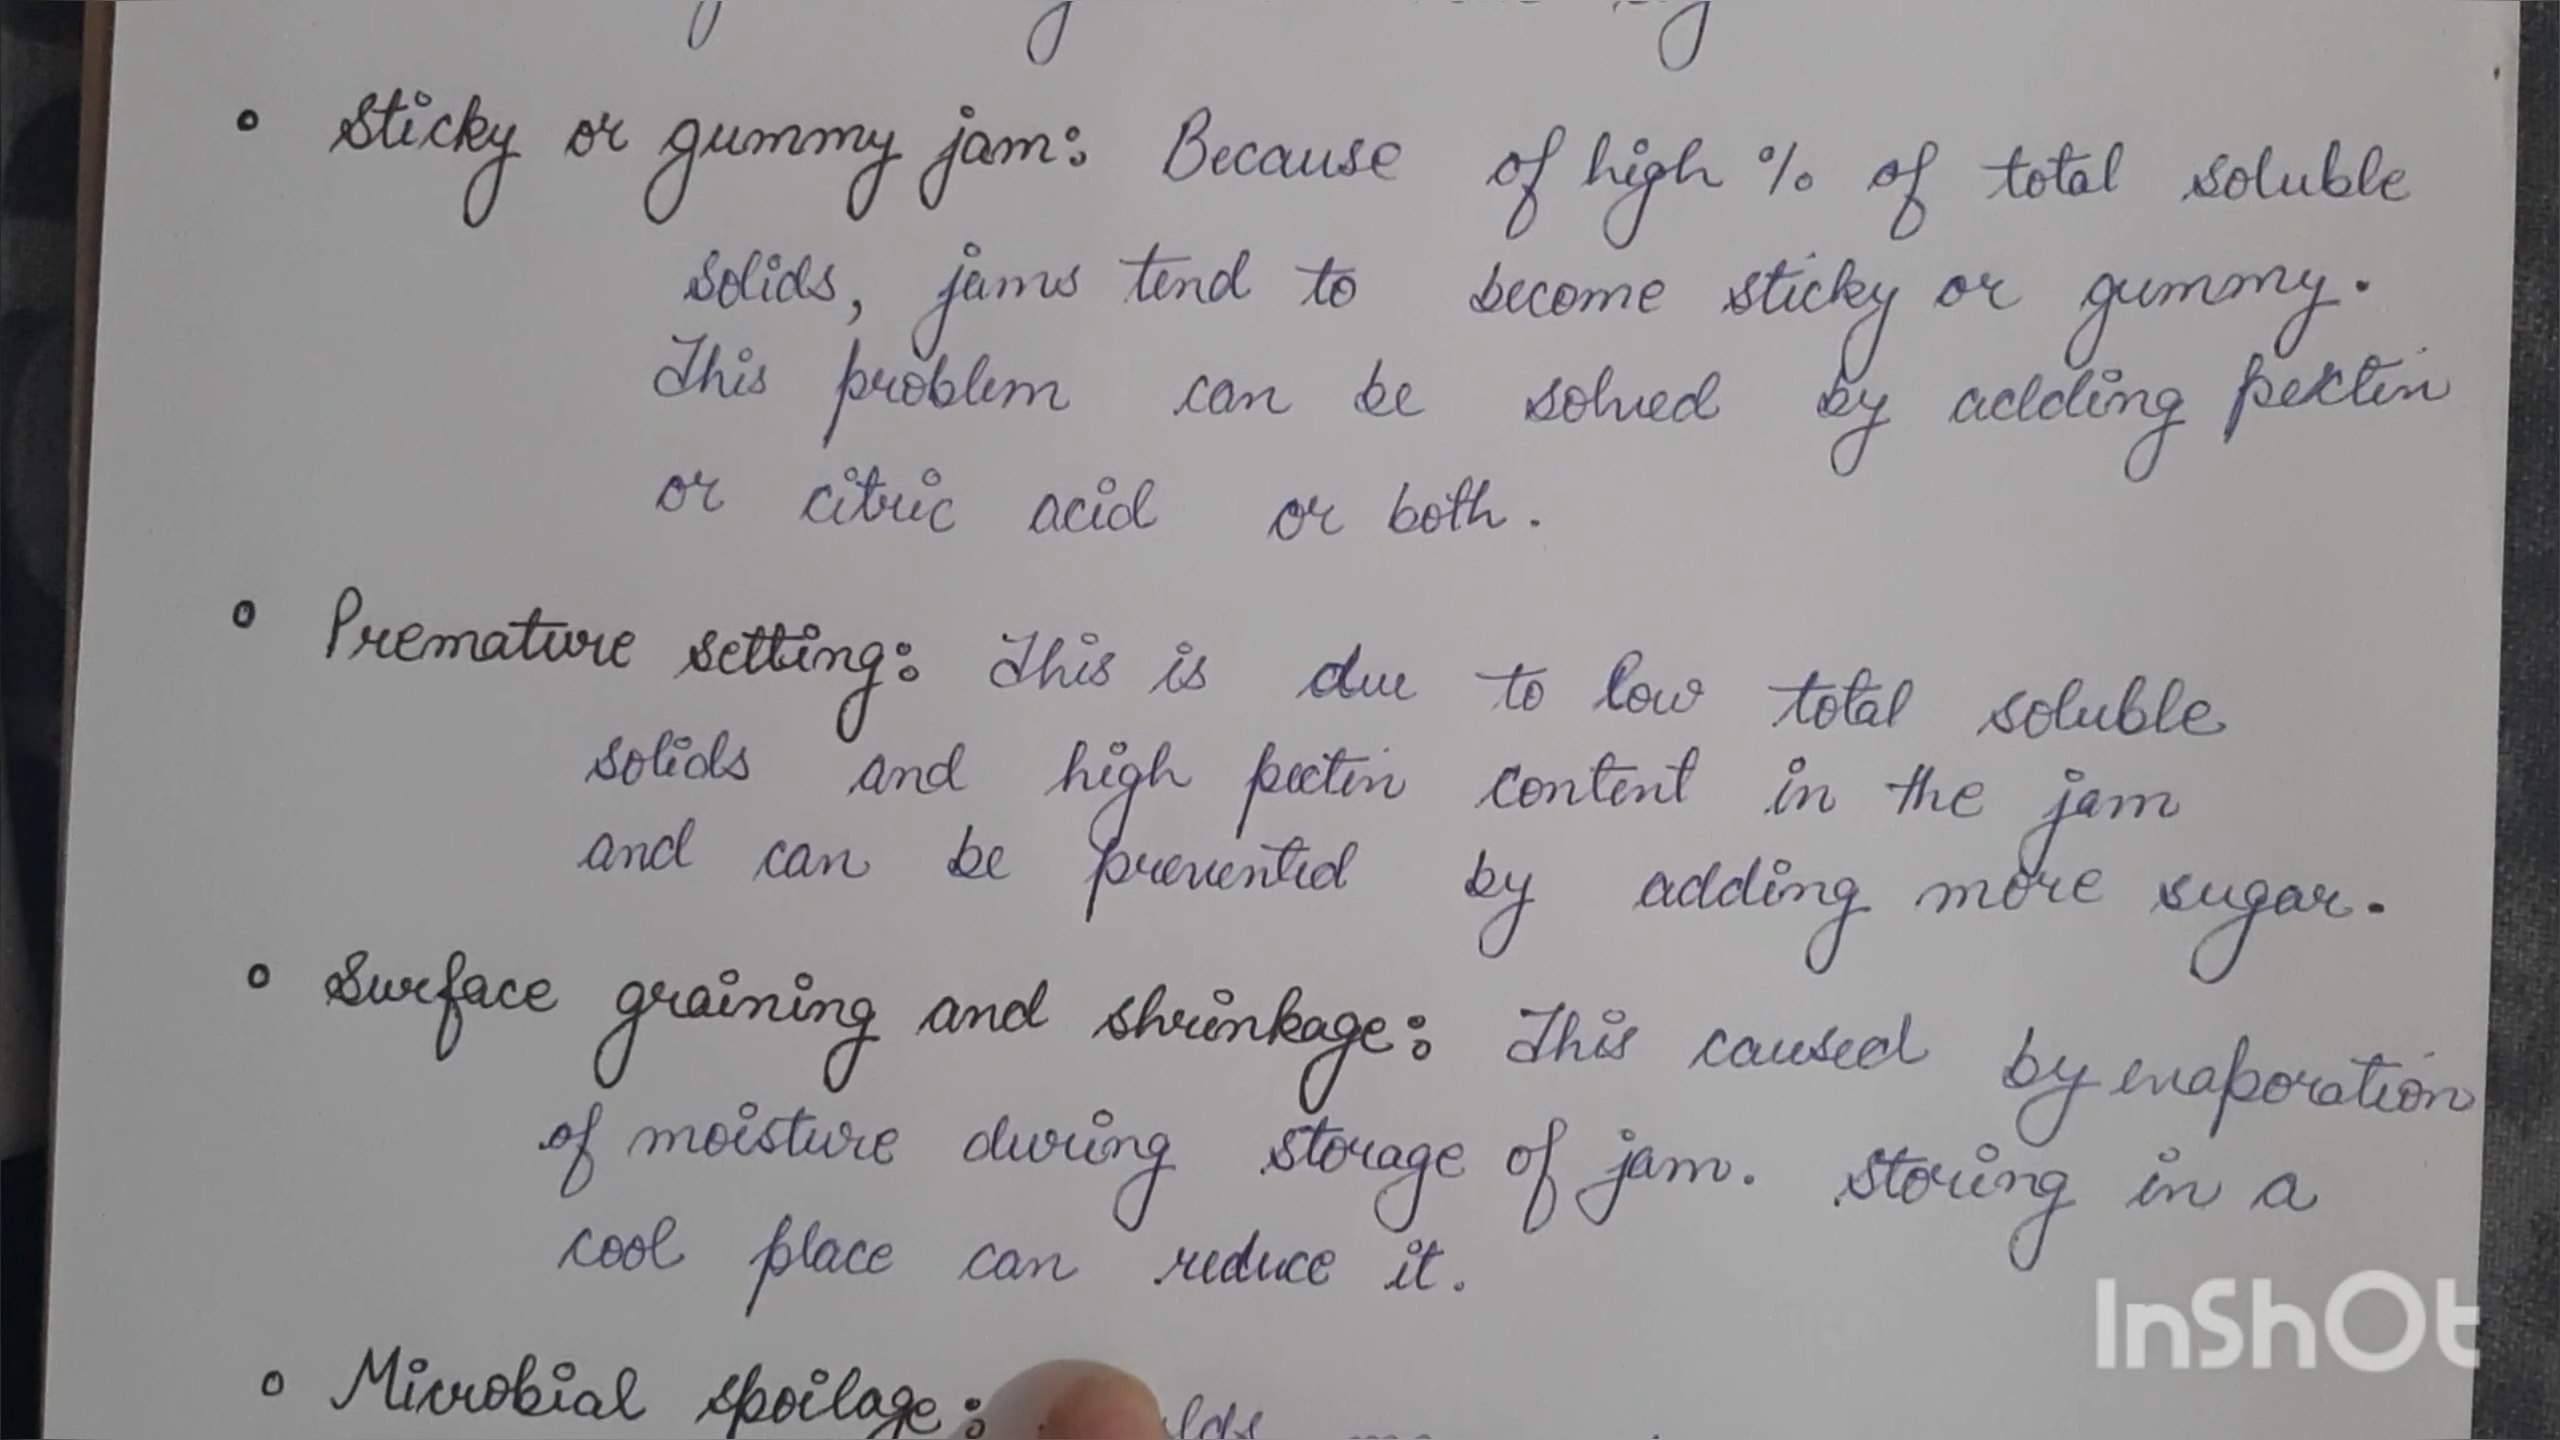 • Sticky or gummy jam: Because of high % of total soluble
solids, jams tend to become sticky or gummy.
This problem can be solved by adding pectin
or citric acid or both.
• Premature setting: This is due to low total soluble
solids and high pectin content in the jam
and can be prevented by adding more sugar.
• Surface graining and shrinkage: This caused by evaporation
of moisture during storage of jam. Storing in a
cool place can reduce it.
• Microbial spoilage:
InShOt